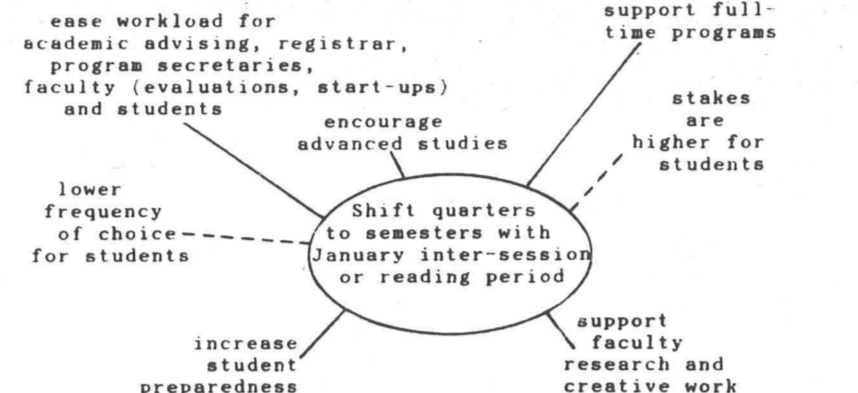 ease workload for
academic advising, registrar,
program secretaries,
faculty (evaluations, start-ups)
and students
support full-
time programs
encourage
advanced studies
stakes
are
higher for
students
lower
frequency
of choice
for students
Shift quarters
to semesters with
January inter-session
or reading period
increase
student
preparedness
support
faculty
research and
creative work